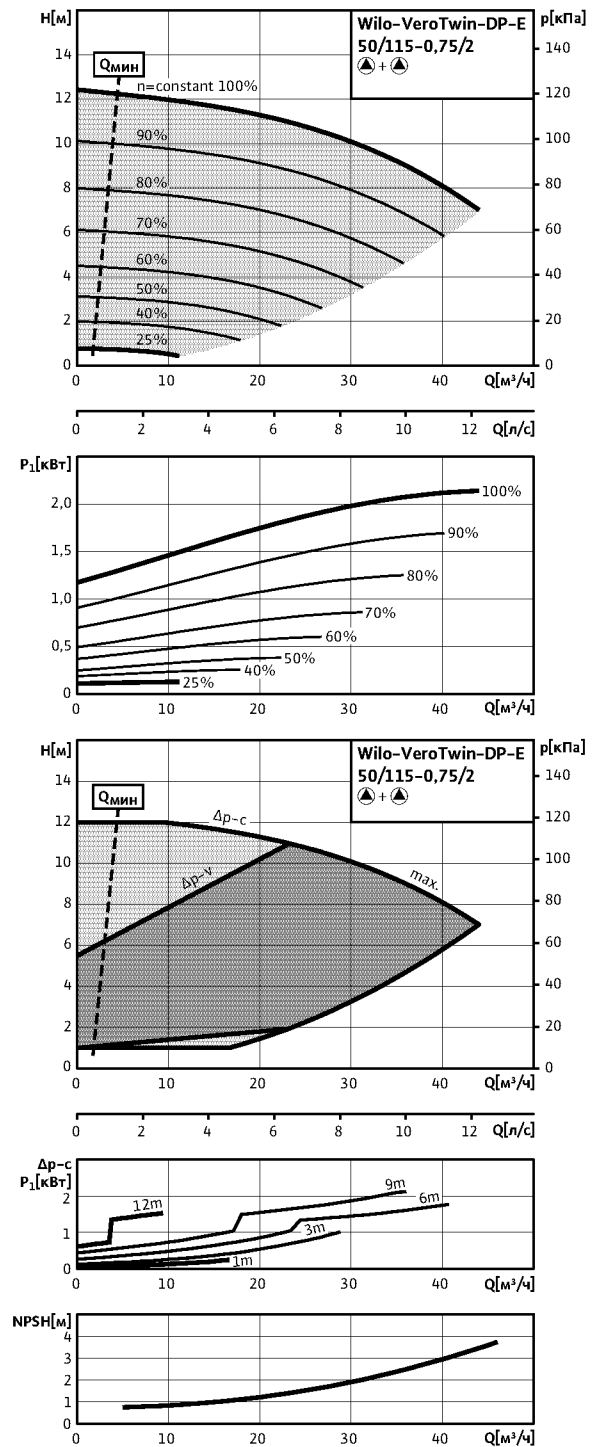 H[м]
p[кПа]
Wilo-VeroTwin-DP-E
50/115-0,75/2
+
14
12
10
8
6
4
2
0
140
120
100
80
60
40
20
0
Qмин
n=constant 100%
90%
80%
70%
60%
50%
40%
25%
0 10 20 30 40 Q[м³/ч]
0 2 4 6 8 10 12 Q[л/с]
P₁[кВт]
2,0
1,5
1,0
0,5
0
100%
90%
80%
70%
60%
50%
40%
25%
0 10 20 30 40 Q[м³/ч]
H[м]
p[кПа]
Wilo-VeroTwin-DP-E
50/115-0,75/2
+
14
12
10
8
6
4
2
0
140
120
100
80
60
40
20
0
Qмин
Δp-c
Δp-v
max.
0 10 20 30 40 Q[м³/ч]
0 2 4 6 8 10 12 Q[л/с]
Δp-c
P₁[кВт]
2
1
0
12m
9m
6m
3m
1m
0 10 20 30 40 Q[м³/ч]
NPSH[м]
4
3
2
1
0
0 10 20 30 40 Q[м³/ч]